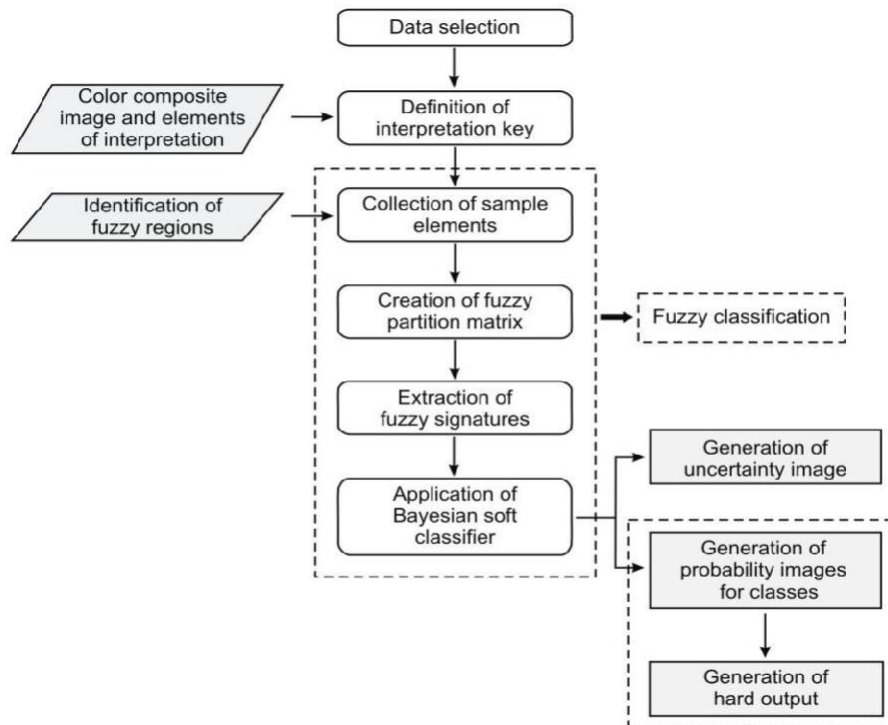 Data selection
Color composite
image and elements
of interpretation
Definition of
interpretation key
Identification of
fuzzy regions
Collection of sample
elements
Creation of fuzzy
partition matrix
Fuzzy classification
Extraction of
fuzzy signatures
Generation of
uncertainty image
Application of
Bayesian soft
classifier
Generation of
probability images
for classes
Generation of
hard output